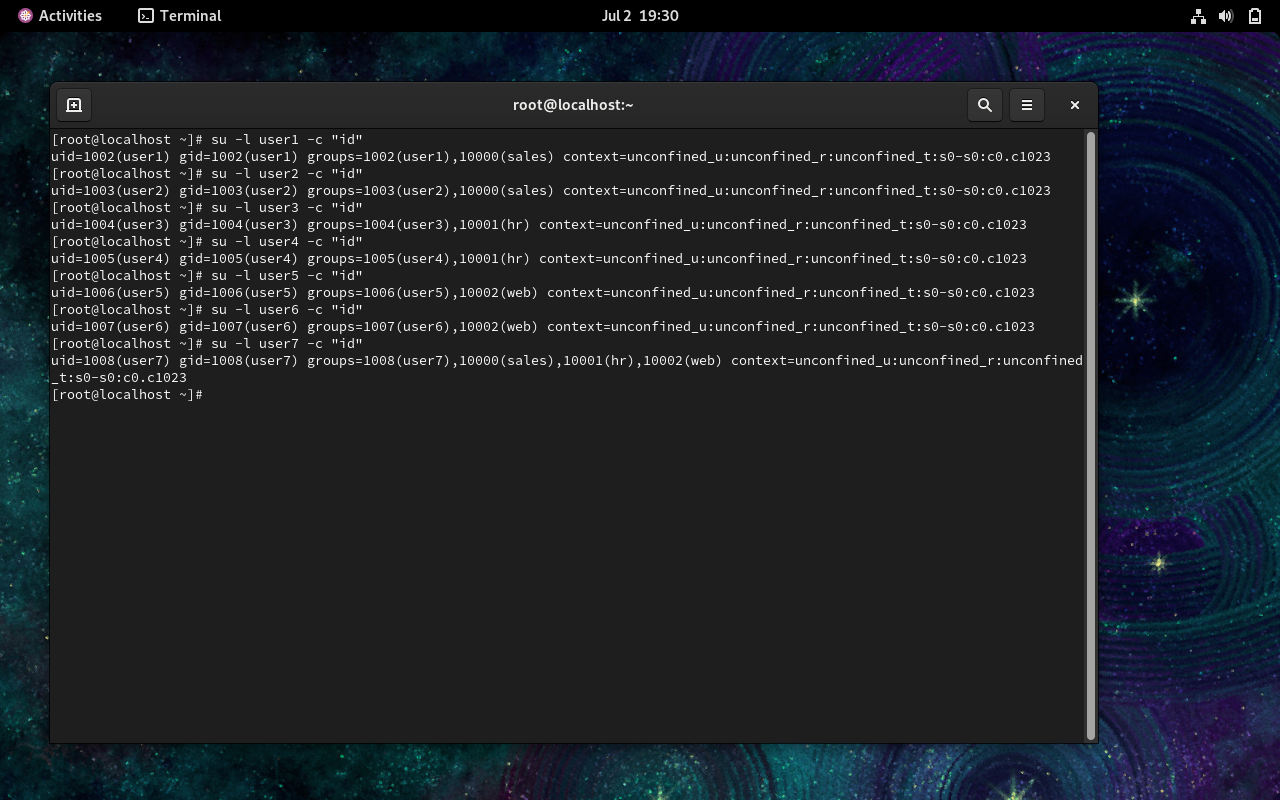 Activities Terminal Jul 2 19:30
root@localhost:~
[root@localhost ~]# su -l user1 -c "id"
uid=1002(user1) gid=1002(user1) groups=1002(user1),10000(sales) context=unconfined_u:unconfined_r:unconfined_t:s0-s0:c0.c1023
[root@localhost ~]# su -l user2 -c "id"
uid=1003(user2) gid=1003(user2) groups=1003(user2),10000(sales) context=unconfined_u:unconfined_r:unconfined_t:s0-s0:c0.c1023
[root@localhost ~]# su -l user3 -c "id"
uid=1004(user3) gid=1004(user3) groups=1004(user3),10001(hr) context=unconfined_u:unconfined_r:unconfined_t:s0-s0:c0.c1023
[root@localhost ~]# su -l user4 -c "id"
uid=1005(user4) gid=1005(user4) groups=1005(user4),10001(hr) context=unconfined_u:unconfined_r:unconfined_t:s0-s0:c0.c1023
[root@localhost ~]# su -l user5 -c "id"
uid=1006(user5) gid=1006(user5) groups=1006(user5),10002(web) context=unconfined_u:unconfined_r:unconfined_t:s0-s0:c0.c1023
[root@localhost ~]# su -l user6 -c "id"
uid=1007(user6) gid=1007(user6) groups=1007(user6),10002(web) context=unconfined_u:unconfined_r:unconfined_t:s0-s0:c0.c1023
[root@localhost ~]# su -l user7 -c "id"
uid=1008(user7) gid=1008(user7) groups=1008(user7),10000(sales),10001(hr),10002(web) context=unconfined_u:unconfined_r:unconfined
_t:s0-s0:c0.c1023
[root@localhost ~]#